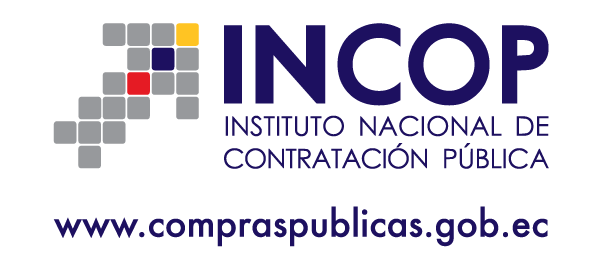 INCOP
INSTITUTO NACIONAL DE
CONTRATACIÓN PÚBLICA
www.compraspublicas.gob.ec